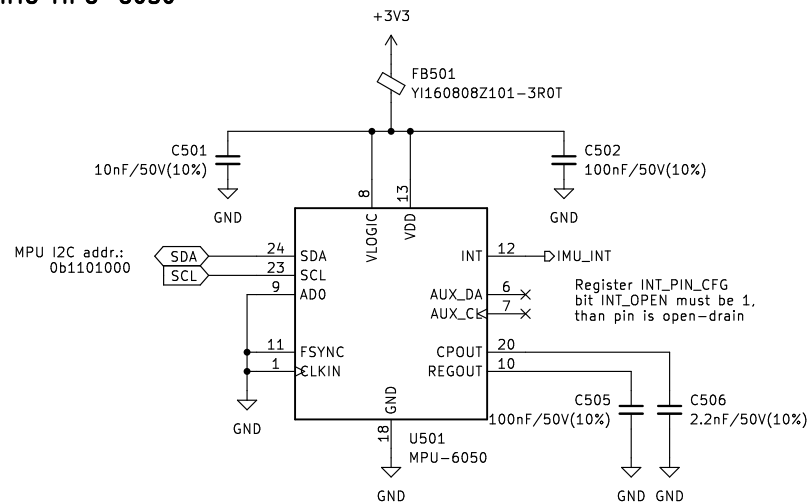 +3V3
FB501
YI160808Z101-3R0T
C501
10nF/50V(10%)
C502
100nF/50V(10%)
GND
GND
8
13
VLOGIC
VDD
MPU I2C addr.:
0b1101000
SDA
24
SDA
SCL
23
SCL
9
AD0
11
FSYNC
1
CLKIN
GND
INT
12
IMU_INT
AUX_DA
6
AUX_CL
7
Register INT_PIN_CFG
bit INT_OPEN must be 1,
than pin is open-drain
CPOUT
20
REGOUT
10
GND
18
U501
MPU-6050
GND
C505
100nF/50V(10%)
C506
2.2nF/50V(10%)
GND
GND